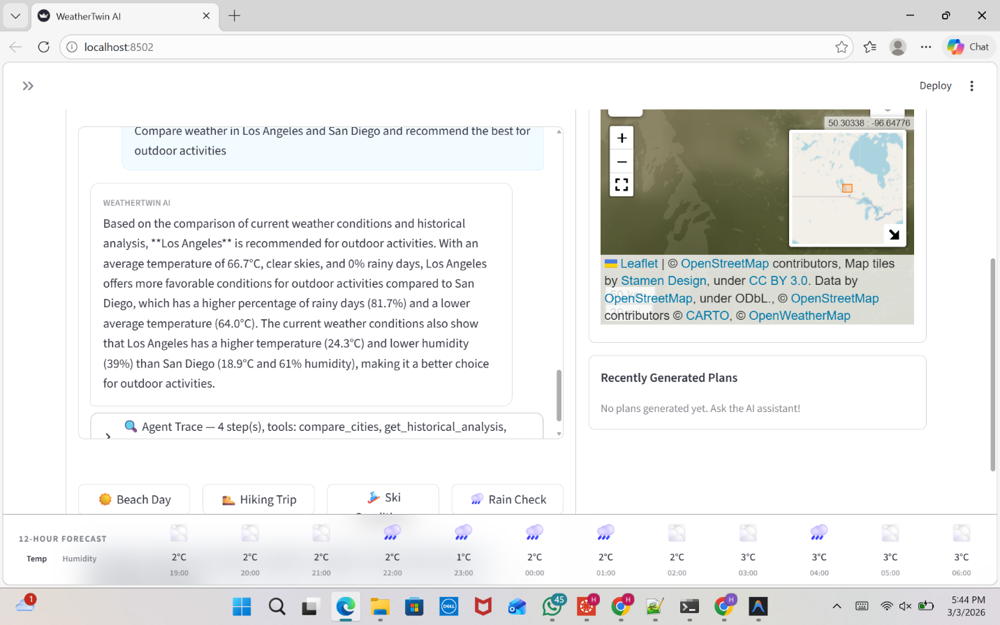 WeatherTwin AI
localhost:8502
Chat
Deploy
Compare weather in Los Angeles and San Diego and recommend the best for
outdoor activities
WEATHERTWIN AI
Based on the comparison of current weather conditions and historical
analysis, **Los Angeles** is recommended for outdoor activities. With an
average temperature of 66.7°C, clear skies, and 0% rainy days, Los Angeles
offers more favorable conditions for outdoor activities compared to San
Diego, which has a higher percentage of rainy days (81.7%) and a lower
average temperature (64.0°C). The current weather conditions also show
that Los Angeles has a higher temperature (24.3°C) and lower humidity
(39%) than San Diego (18.9°C and 61% humidity), making it a better choice
for outdoor activities.
Agent Trace — 4 step(s), tools: compare_cities, get_historical_analysis,
Beach Day
Hiking Trip
Ski
Rain Check
50.30338 : -96.64776
+
−
Leaflet | © OpenStreetMap contributors, Map tiles
by Stamen Design, under CC BY 3.0. Data by
OpenStreetMap, under ODbL., © OpenStreetMap
contributors © CARTO, © OpenWeatherMap
Recently Generated Plans
No plans generated yet. Ask the AI assistant!
12-HOUR FORECAST
Temp Humidity
2°C 2°C 2°C 2°C 1°C 2°C 2°C 2°C 3°C 3°C 3°C 3°C
19:00 20:00 21:00 22:00 23:00 00:00 01:00 02:00 03:00 04:00 05:00 06:00
1
DELL
45
H
H
H
5:44 PM
3/3/2026